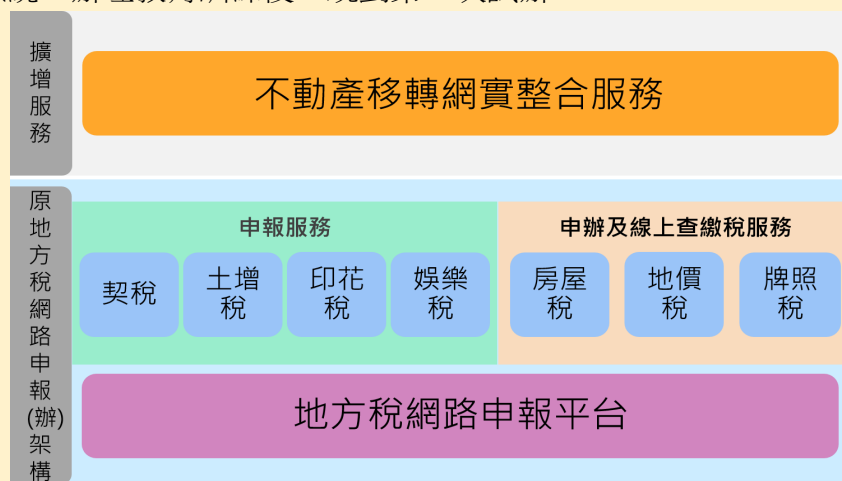 擴增服務
不動產移轉網實整合服務
原地方稅網路申報(辦)架構
申報服務
申辦及線上查繳稅服務
契稅
土增稅
印花稅
娛樂稅
房屋稅
地價稅
牌照稅
地方稅網路申報平台